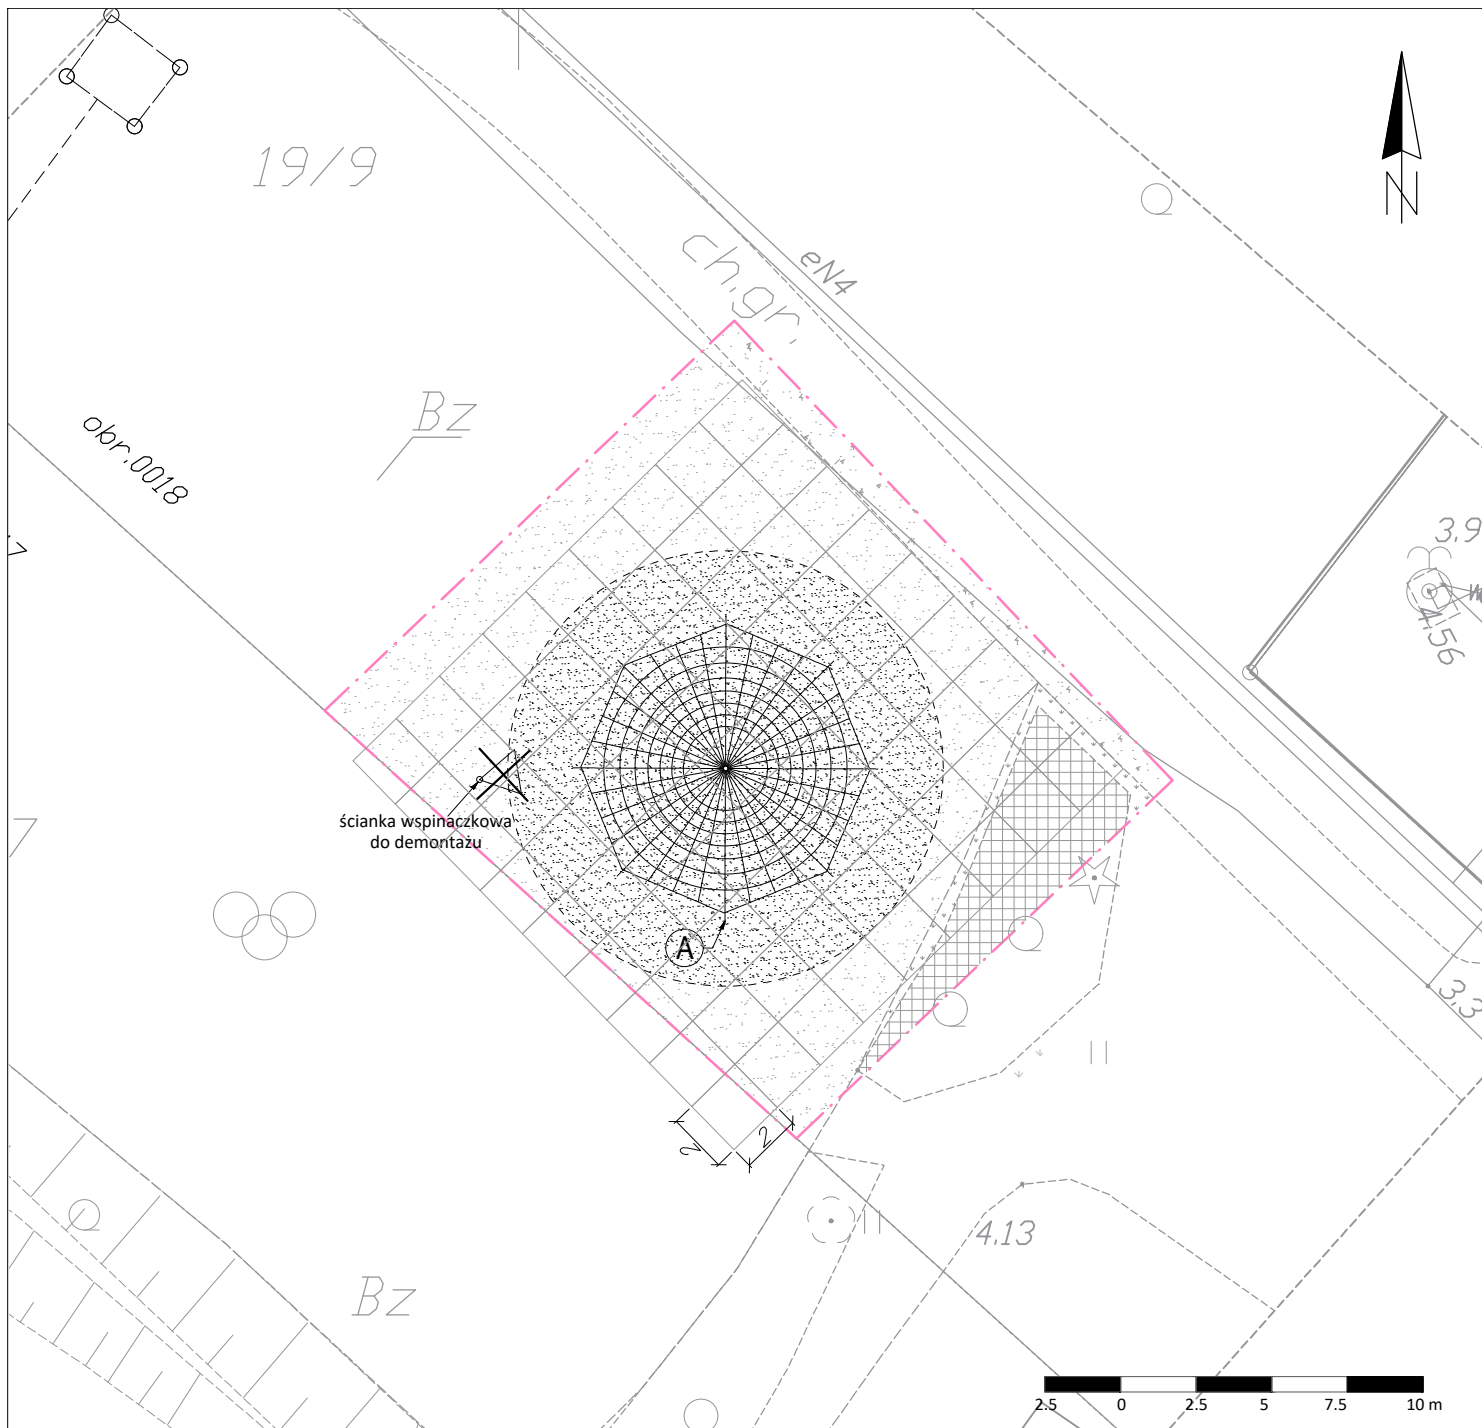 19/9
N
ch.gr.
eN4
Bz
obr.0018
3.9
4.56
ścianka wspinaczkowa
do demontażu
7
A
3.3
2
2
4.13
Bz
2.5 0 2.5 5 7.5 10 m